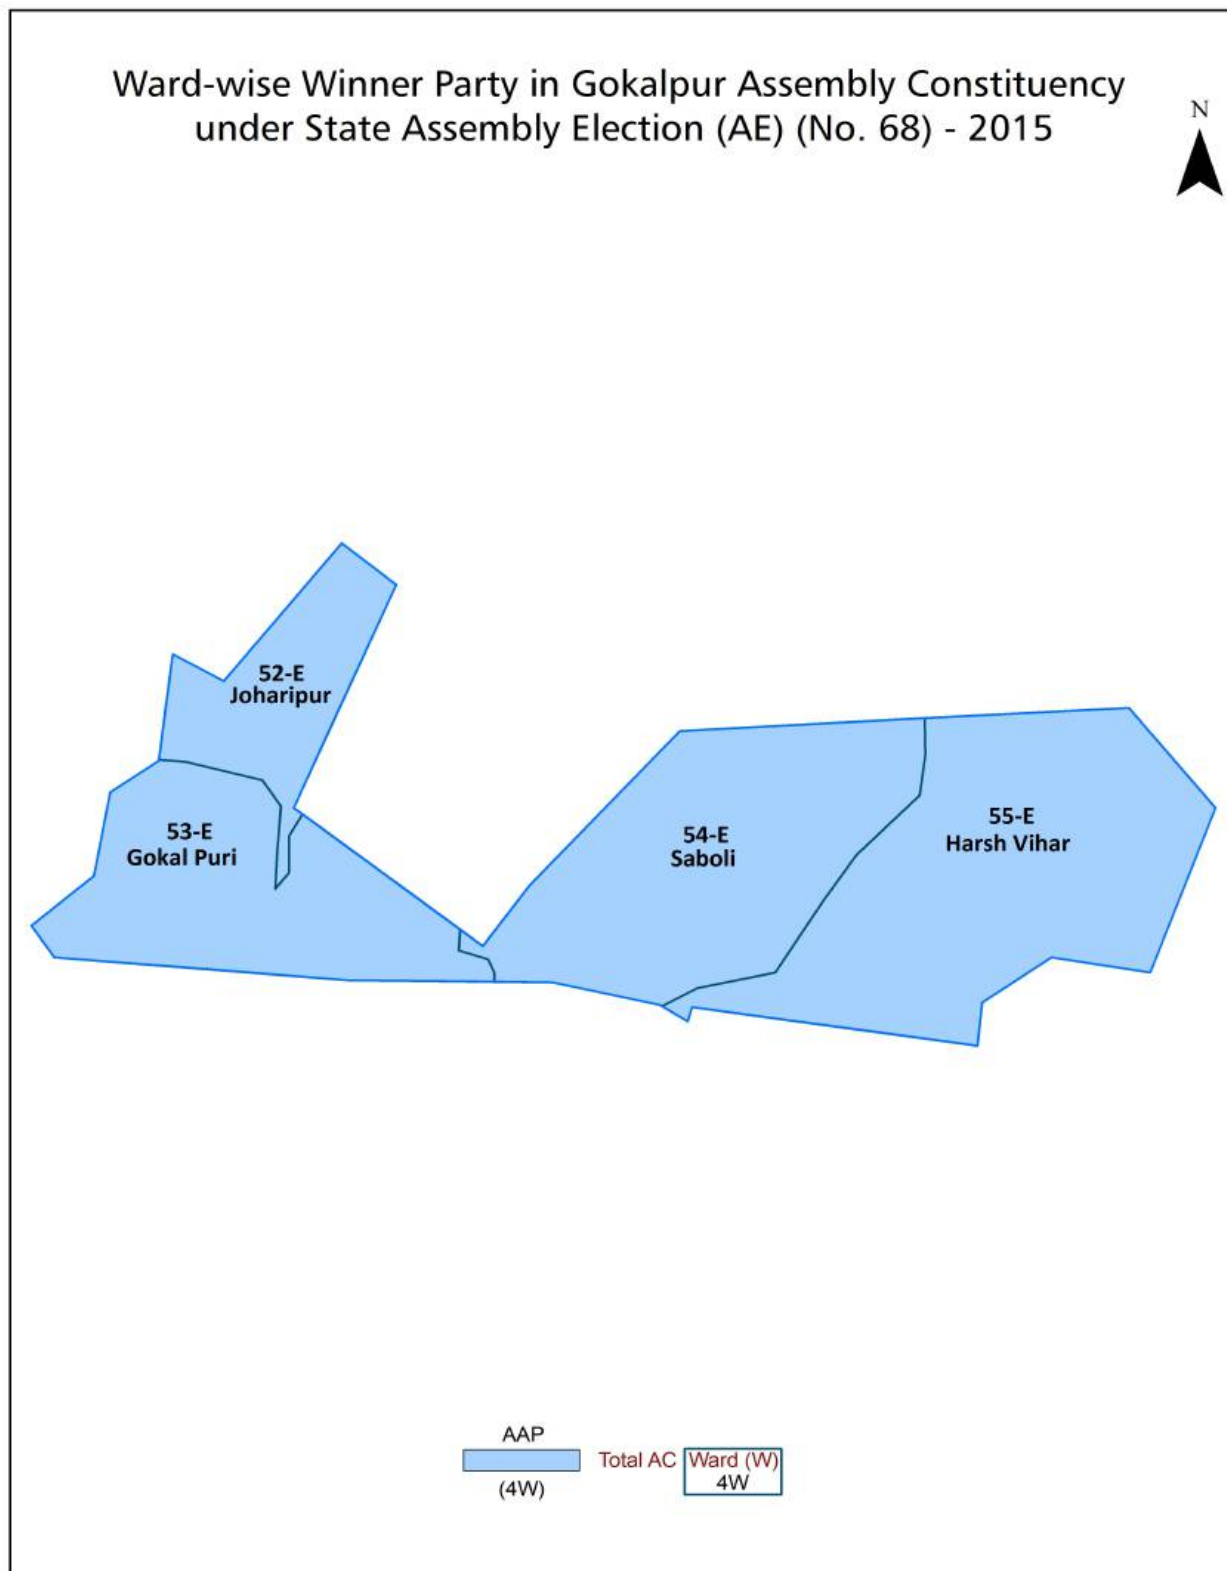 Ward-wise Winner Party in Gokalpur Assembly Constituency
under State Assembly Election (AE) (No. 68) - 2015
N
52-E
Joharipur
53-E
Gokal Puri
54-E
Saboli
55-E
Harsh Vihar
AAP
(4W)
Total AC
Ward (W)
4W